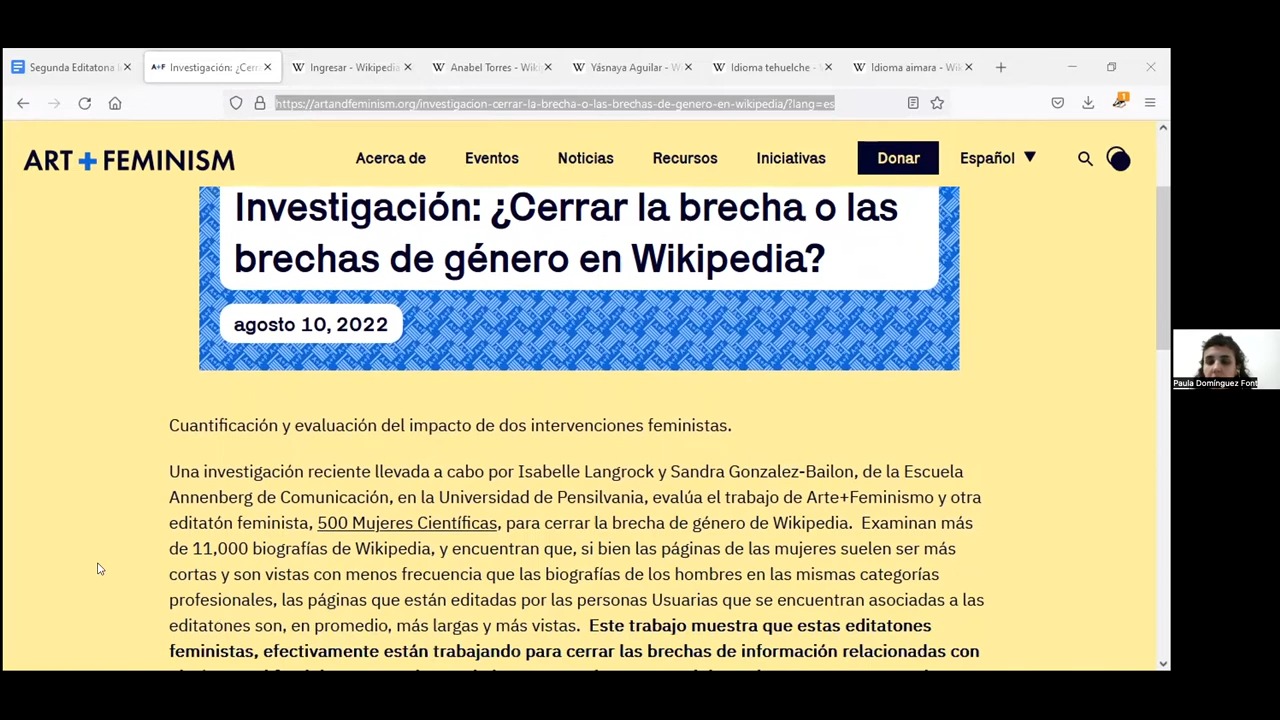 Segunda Editatona
Investigación: ¿Cerr
Ingresar - Wikipedia
Anabel Torres - Wiki
Yásnaya Aguilar - W
Idioma tehuelche -
Idioma aimara - Wiki
https://artandfeminism.org/investigacion-cerrar-la-brecha-o-las-brechas-de-genero-en-wikipedia/?lang=es
1
ART + FEMINISM
Acerca de
Eventos
Noticias
Recursos
Iniciativas
Donar
Español ▼
Investigación: ¿Cerrar la brecha o las
brechas de género en Wikipedia?
agosto 10, 2022
Cuantificación y evaluación del impacto de dos intervenciones feministas.
Una investigación reciente llevada a cabo por Isabelle Langrock y Sandra Gonzalez-Bailon, de la Escuela
Annenberg de Comunicación, en la Universidad de Pensilvania, evalúa el trabajo de Arte+Feminismo y otra
editatón feminista, 500 Mujeres Científicas, para cerrar la brecha de género de Wikipedia. Examinan más
de 11,000 biografías de Wikipedia, y encuentran que, si bien las páginas de las mujeres suelen ser más
cortas y son vistas con menos frecuencia que las biografías de los hombres en las mismas categorías
profesionales, las páginas que están editadas por las personas Usuarias que se encuentran asociadas a las
editatones son, en promedio, más largas y más vistas. Este trabajo muestra que estas editatones
feministas, efectivamente están trabajando para cerrar las brechas de información relacionadas con
Paula Domínguez Font